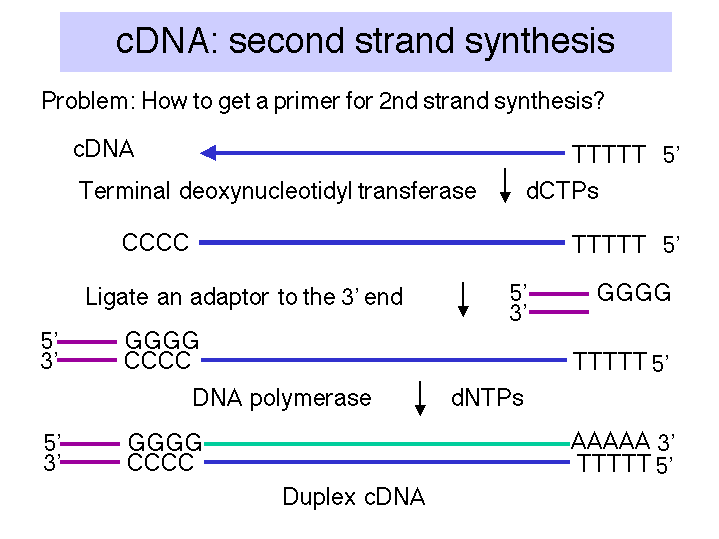 cDNA: second strand synthesis
Problem: How to get a primer for 2nd strand synthesis?
cDNA TTTTT 5'
Terminal deoxynucleotidyl transferase dCTPs
CCCC TTTTT 5'
Ligate an adaptor to the 3' end 5' GGGG
3'
5' GGGG
3' CCCC TTTTT 5'
DNA polymerase dNTPs
5' GGGG AAAAA 3'
3' CCCC TTTTT 5'
Duplex cDNA